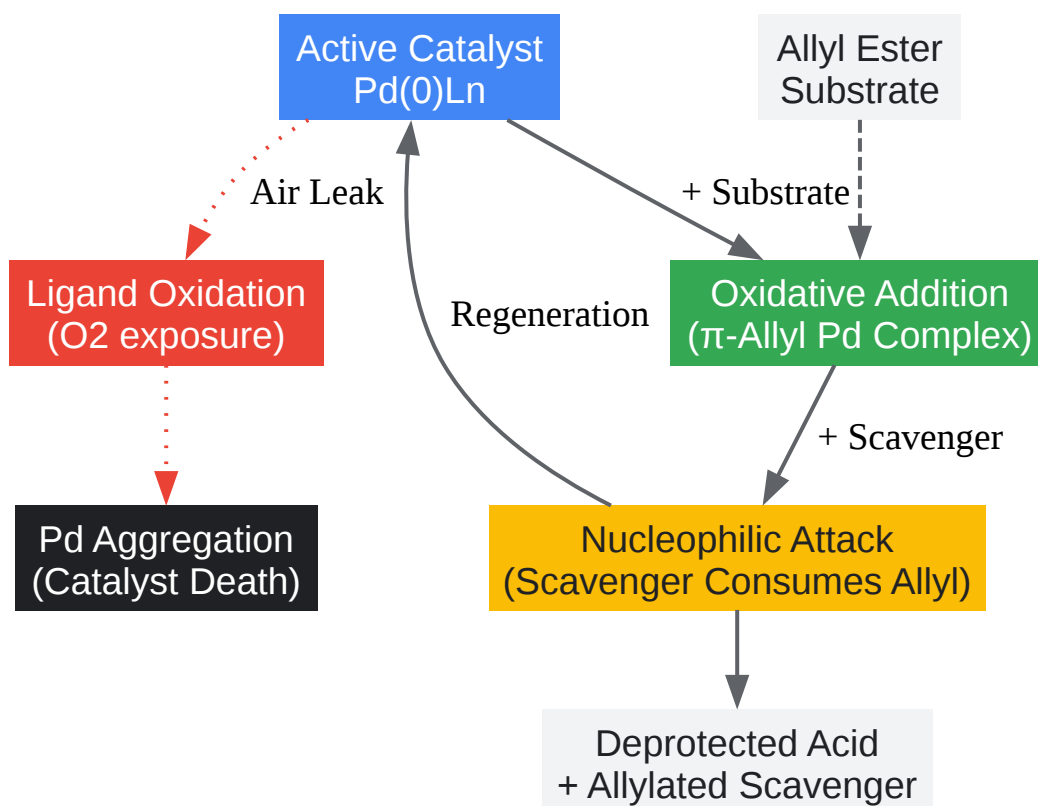 Active Catalyst
Pd(0)Ln
Allyl Ester
Substrate
Air Leak
+ Substrate
Ligand Oxidation
(O2 exposure)
Regeneration
Oxidative Addition
(π-Allyl Pd Complex)
+ Scavenger
Pd Aggregation
(Catalyst Death)
Nucleophilic Attack
(Scavenger Consumes Allyl)
Deprotected Acid
+ Allylated Scavenger